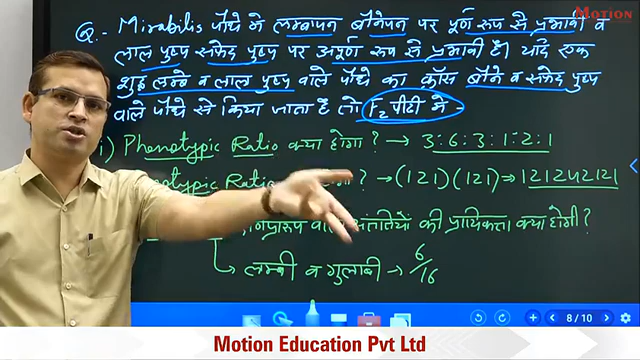 MOTION
Q.- Mirabilis पौधे में लम्बापन बौनेपन पर पूर्ण रूप से प्रभावी व
लाल पुष्प सफेद पुष्प पर अपूर्ण रूप से प्रभावी है। यदि एक
शुद्ध लम्बे व लाल पुष्प वाले पौधे का क्रॉस बौने व सफेद पुष्प
वाले पौधे से किया जाता है तो F2 पीढी में -
i) Phenotypic Ratio क्या होगा? → 3:6:3:1:2:1
Ratio ? → (121)(121) ⇒ 121242121
वाले संततियों की प्रायिकता क्या होगी?
लम्बी व गुलाबी → 6/16
8 / 10
Motion Education Pvt Ltd